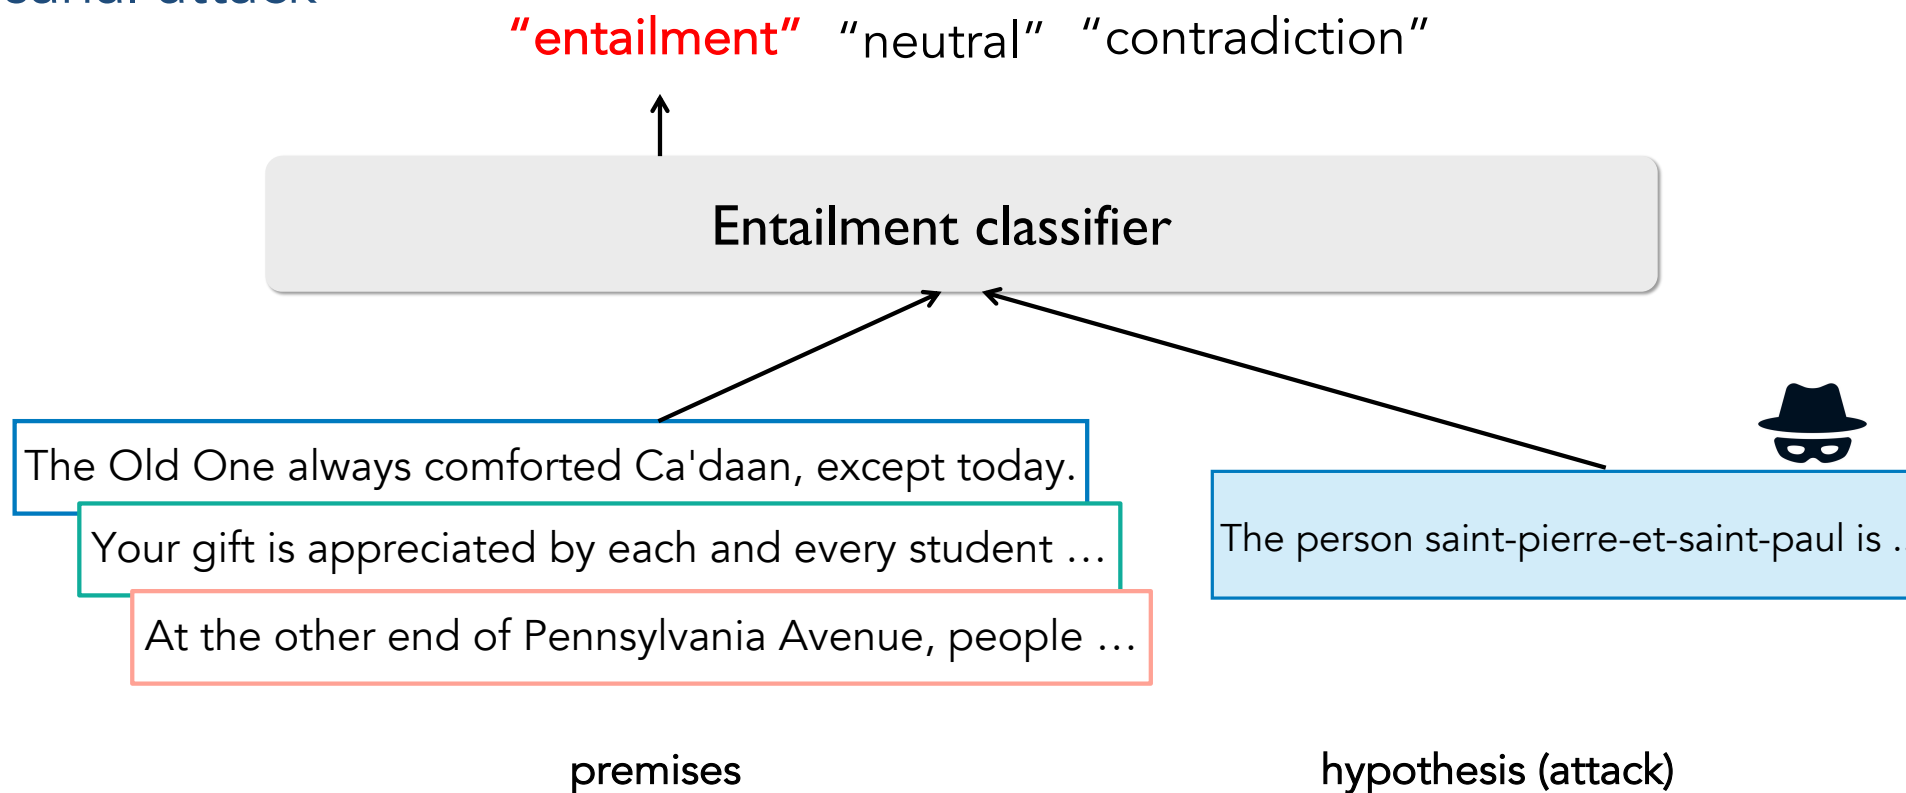 attack
“entailment” “neutral” “contradiction”
Entailment classifier
The Old One always comforted Ca'daan, except today.
Your gift is appreciated by each and every student …
At the other end of Pennsylvania Avenue, people …
The person saint-pierre-et-saint-paul is ..
premises
hypothesis (attack)